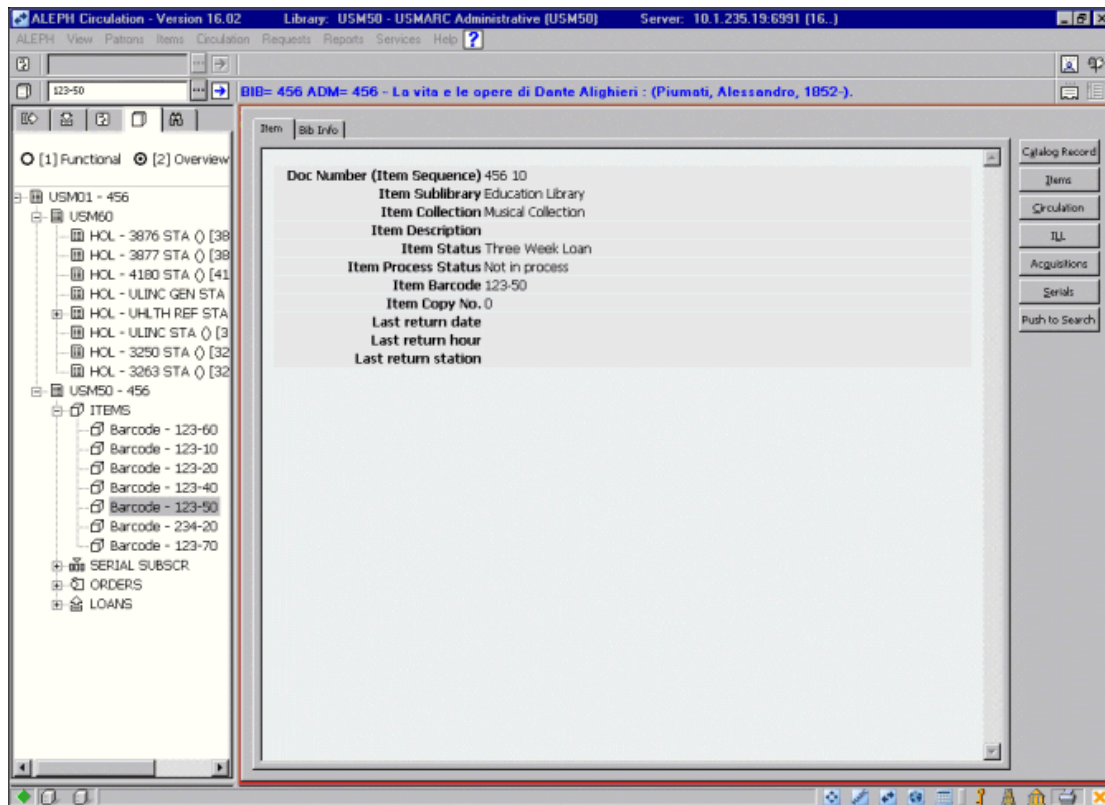 ALEPH Circulation - Version 16.02 Library: USM50 - USMARC Administrative (USM50) Server: 10.1.235.19:6991 (16..)
ALEPH View Patrons Items Circulation Requests Reports Services Help ?
123-50
BIB= 456 ADM= 456 - La vita e le opere di Dante Alighieri : (Piumati, Alessandro, 1852-).
[1] Functional [2] Overview
USM01 - 456
USM60
HOL - 3876 STA () [38
HOL - 3877 STA () [38
HOL - 4180 STA () [41
HOL - ULINC GEN STA
HOL - UHLTH REF STA
HOL - ULINC STA () [3
HOL - 3250 STA () [32
HOL - 3263 STA () [32
USM50 - 456
ITEMS
Barcode - 123-60
Barcode - 123-10
Barcode - 123-20
Barcode - 123-40
Barcode - 123-50
Barcode - 234-20
Barcode - 123-70
SERIAL SUBSCR
ORDERS
LOANS
Item Bib Info
Doc Number (Item Sequence) 456 10
Item Sublibrary Education Library
Item Collection Musical Collection
Item Description
Item Status Three Week Loan
Item Process Status Not in process
Item Barcode 123-50
Item Copy No. 0
Last return date
Last return hour
Last return station
Catalog Record
Items
Circulation
ILL
Acquisitions
Serials
Push to Search